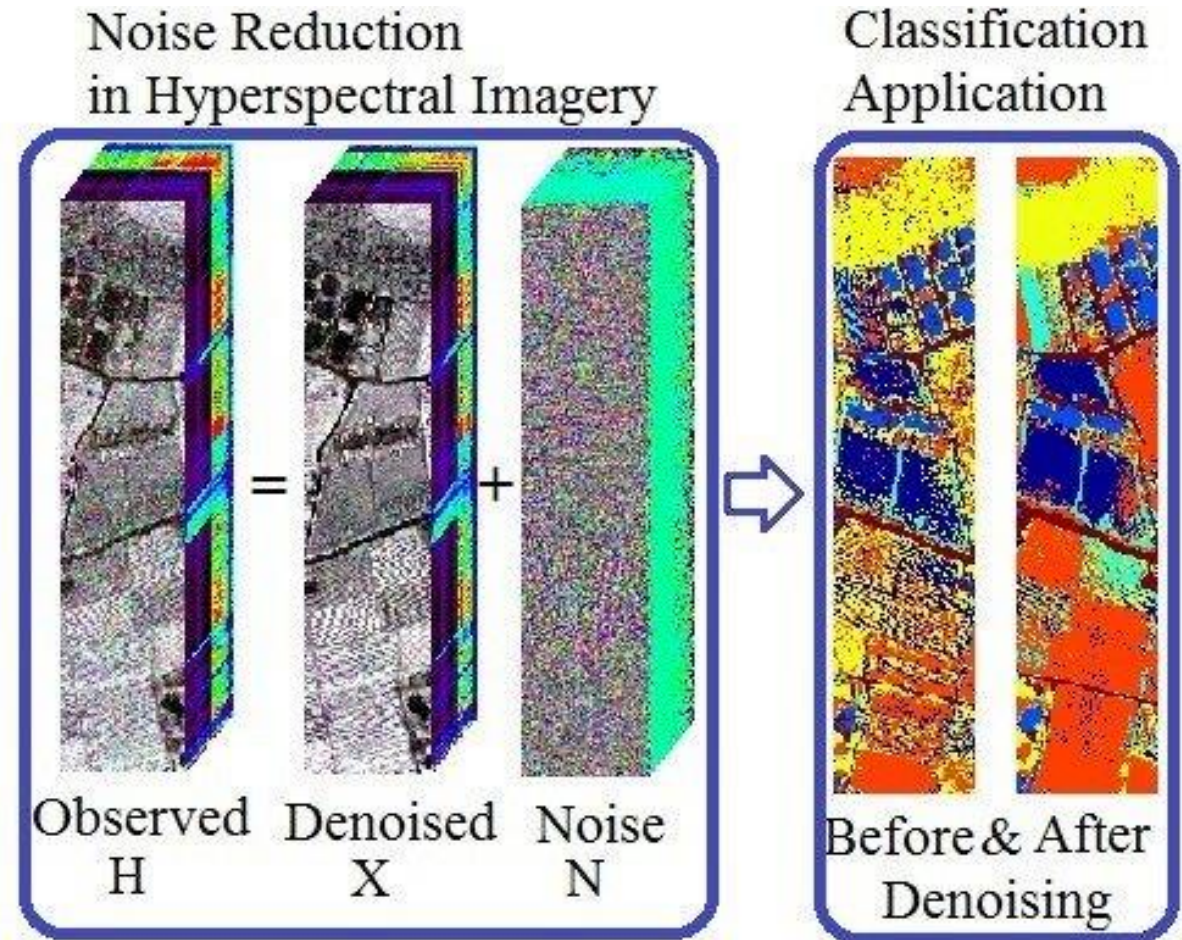 Noise Reduction
in Hyperspectral Imagery
Classification
Application
=
+
Observed
H
Denoised
X
Noise
N
Before & After
Denoising